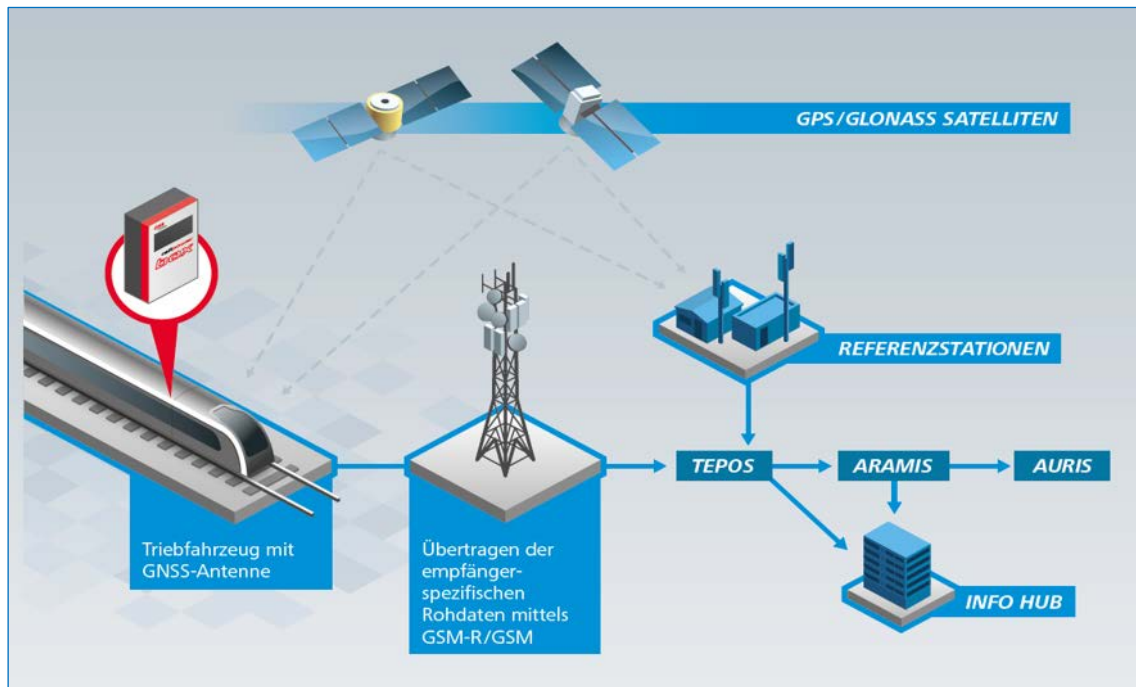 GPS/GLONASS SATELLITEN
REFERENZSTATIONEN
TEPOS
ARAMIS
AURIS
Triebfahrzeug mit
GNSS-Antenne
Übertragen der
empfänger-
spezifischen
Rohdaten mittels
GSM-R/GSM
INFO HUB